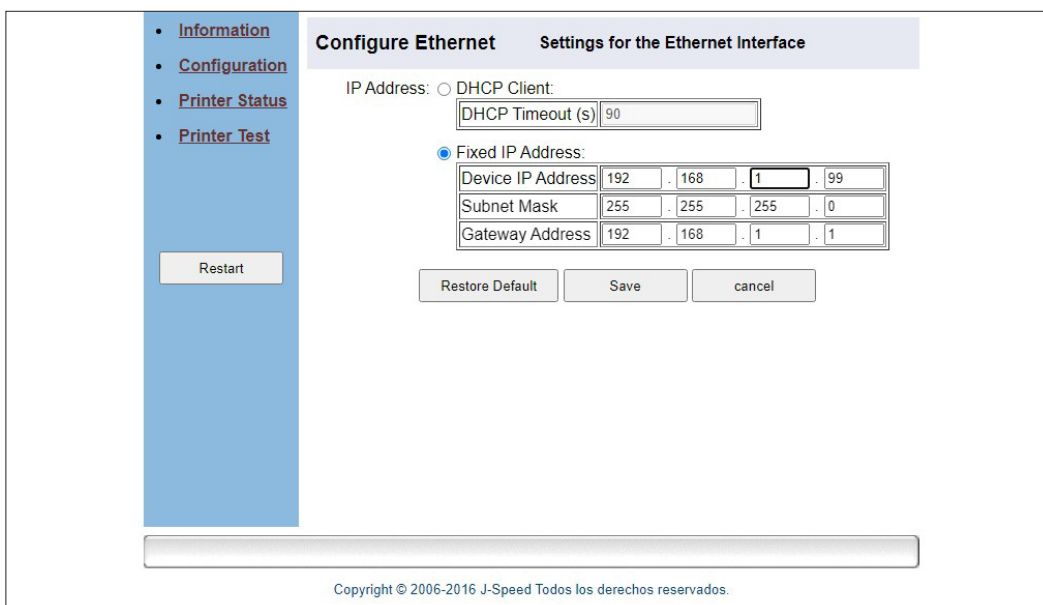 Information
Configuration
Printer Status
Printer Test
Restart
Configure Ethernet Settings for the Ethernet Interface
IP Address: DHCP Client:
DHCP Timeout (s) 90
Fixed IP Address:
Device IP Address 192 . 168 . 1 . 99
Subnet Mask 255 . 255 . 255 . 0
Gateway Address 192 . 168 . 1 . 1
Restore Default Save cancel
Copyright © 2006-2016 J-Speed Todos los derechos reservados.